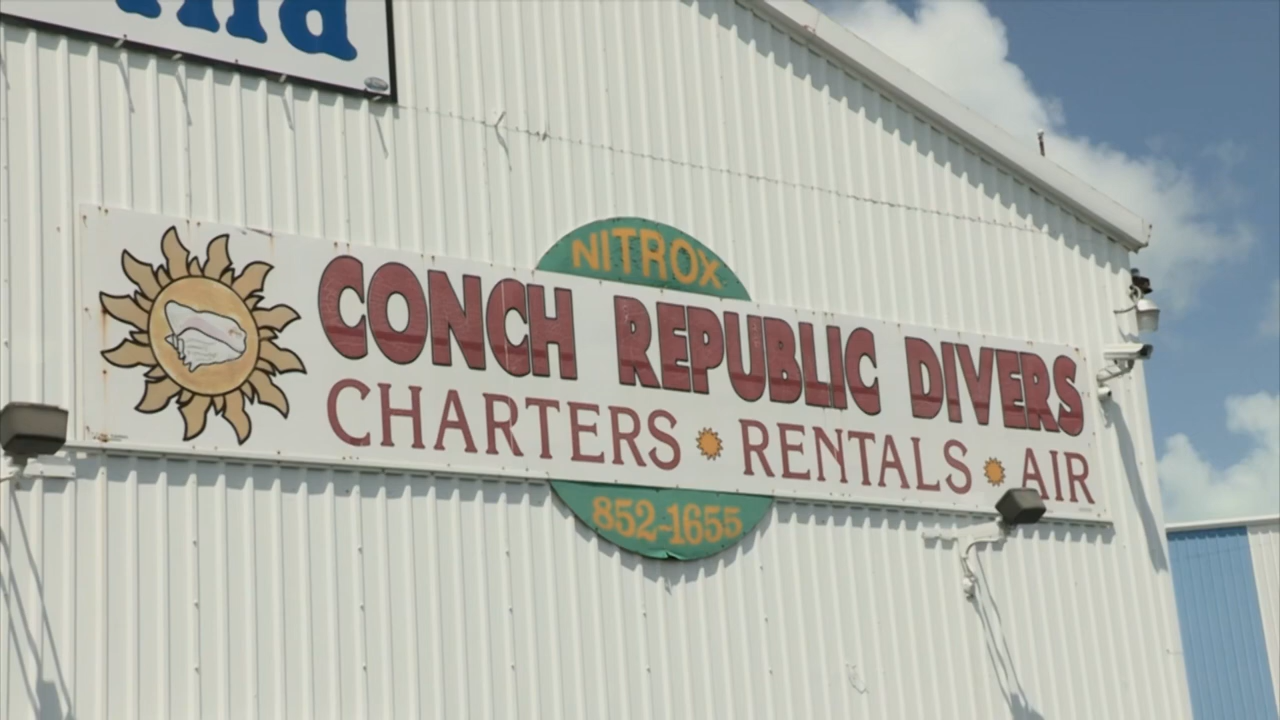 NITROX
CONCH REPUBLIC DIVERS
CHARTERS • RENTALS • AIR
852-1655